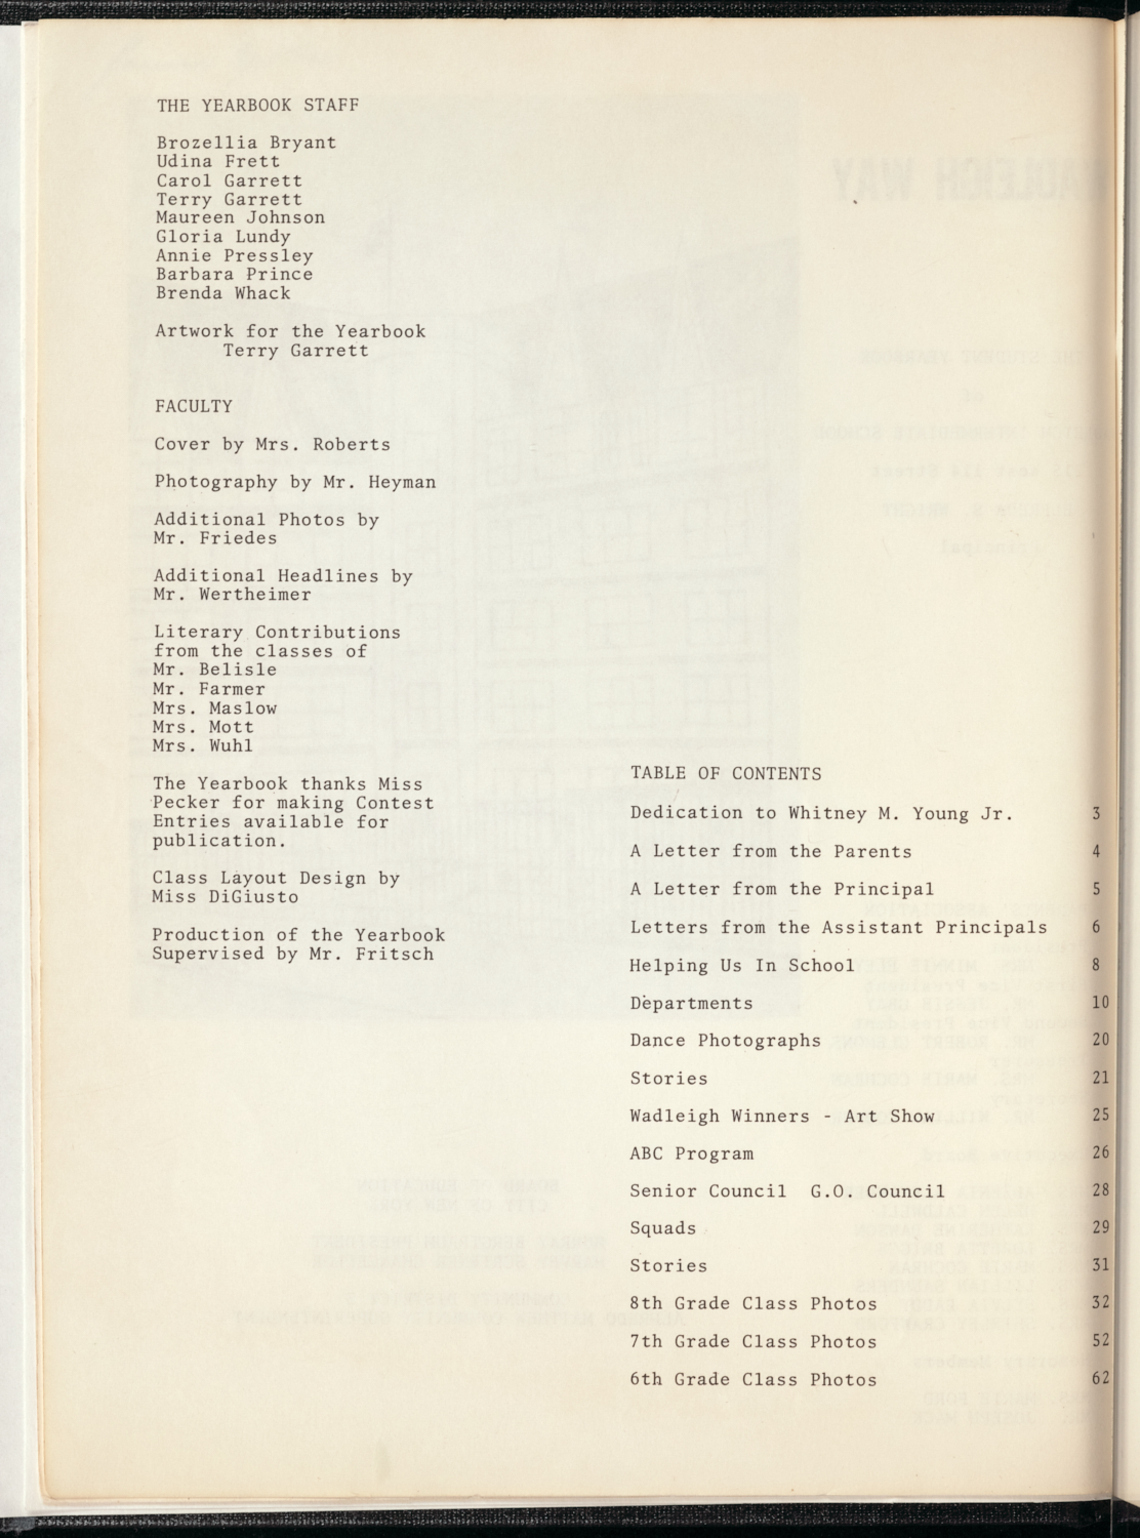 THE YEARBOOK STAFF
Brozellia Bryant
Udina Frett
Carol Garrett
Terry Garrett
Maureen Johnson
Gloria Lundy
Annie Pressley
Barbara Prince
Brenda Whack
Artwork for the Yearbook
Terry Garrett
FACULTY
Cover by Mrs. Roberts
Photography by Mr. Heyman
Additional Photos by
Mr. Friedes
Additional Headlines by
Mr. Wertheimer
Literary Contributions
from the classes of
Mr. Belisle
Mr. Farmer
Mrs. Maslow
Mrs. Mott
Mrs. Wuhl
The Yearbook thanks Miss
Pecker for making Contest
Entries available for
publication.
Class Layout Design by
Miss DiGiusto
Production of the Yearbook
Supervised by Mr. Fritsch
TABLE OF CONTENTS
Dedication to Whitney M. Young Jr. 3
A Letter from the Parents 4
A Letter from the Principal 5
Letters from the Assistant Principals 6
Helping Us In School 8
Departments 10
Dance Photographs 20
Stories 21
Wadleigh Winners - Art Show 25
ABC Program 26
Senior Council G.O. Council 28
Squads 29
Stories 31
8th Grade Class Photos 32
7th Grade Class Photos 52
6th Grade Class Photos 62